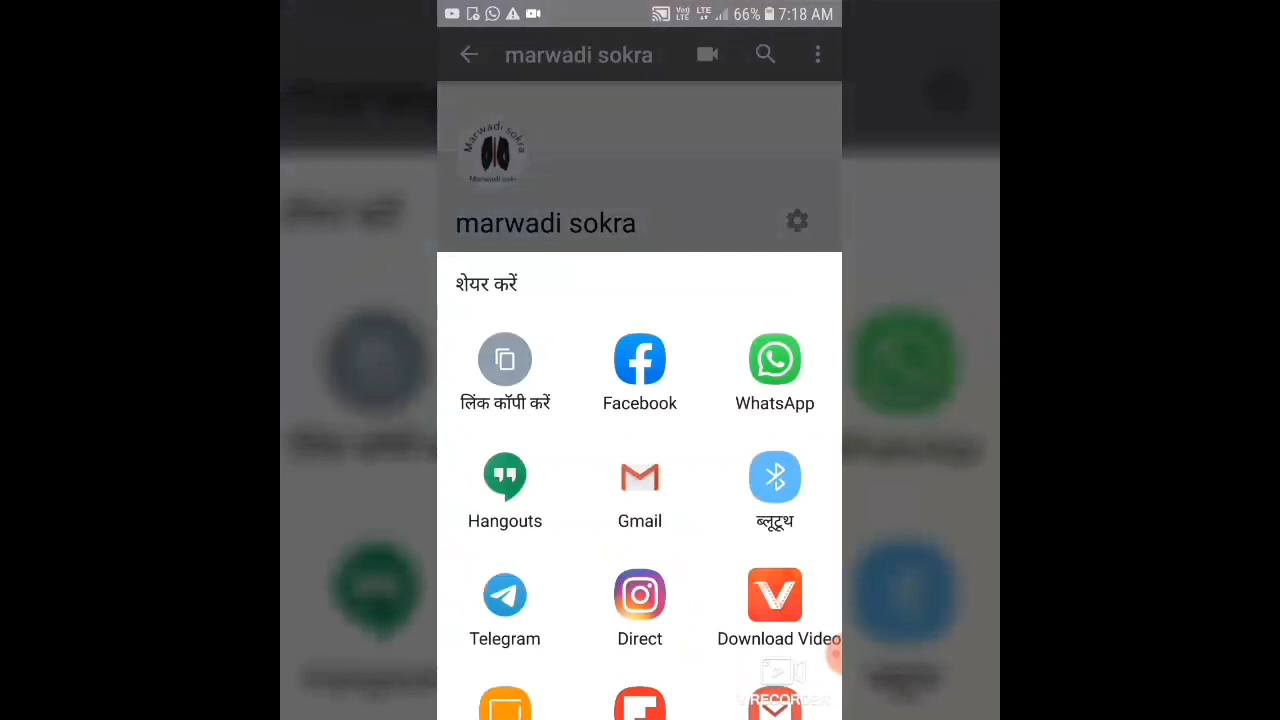 66% 7:18 AM
marwadi sokra
Marwadi sokra
marwadi sokra
शेयर करें
लिंक कॉपी करें
Facebook
WhatsApp
Hangouts
Gmail
ब्लूटूथ
Telegram
Direct
Download Video